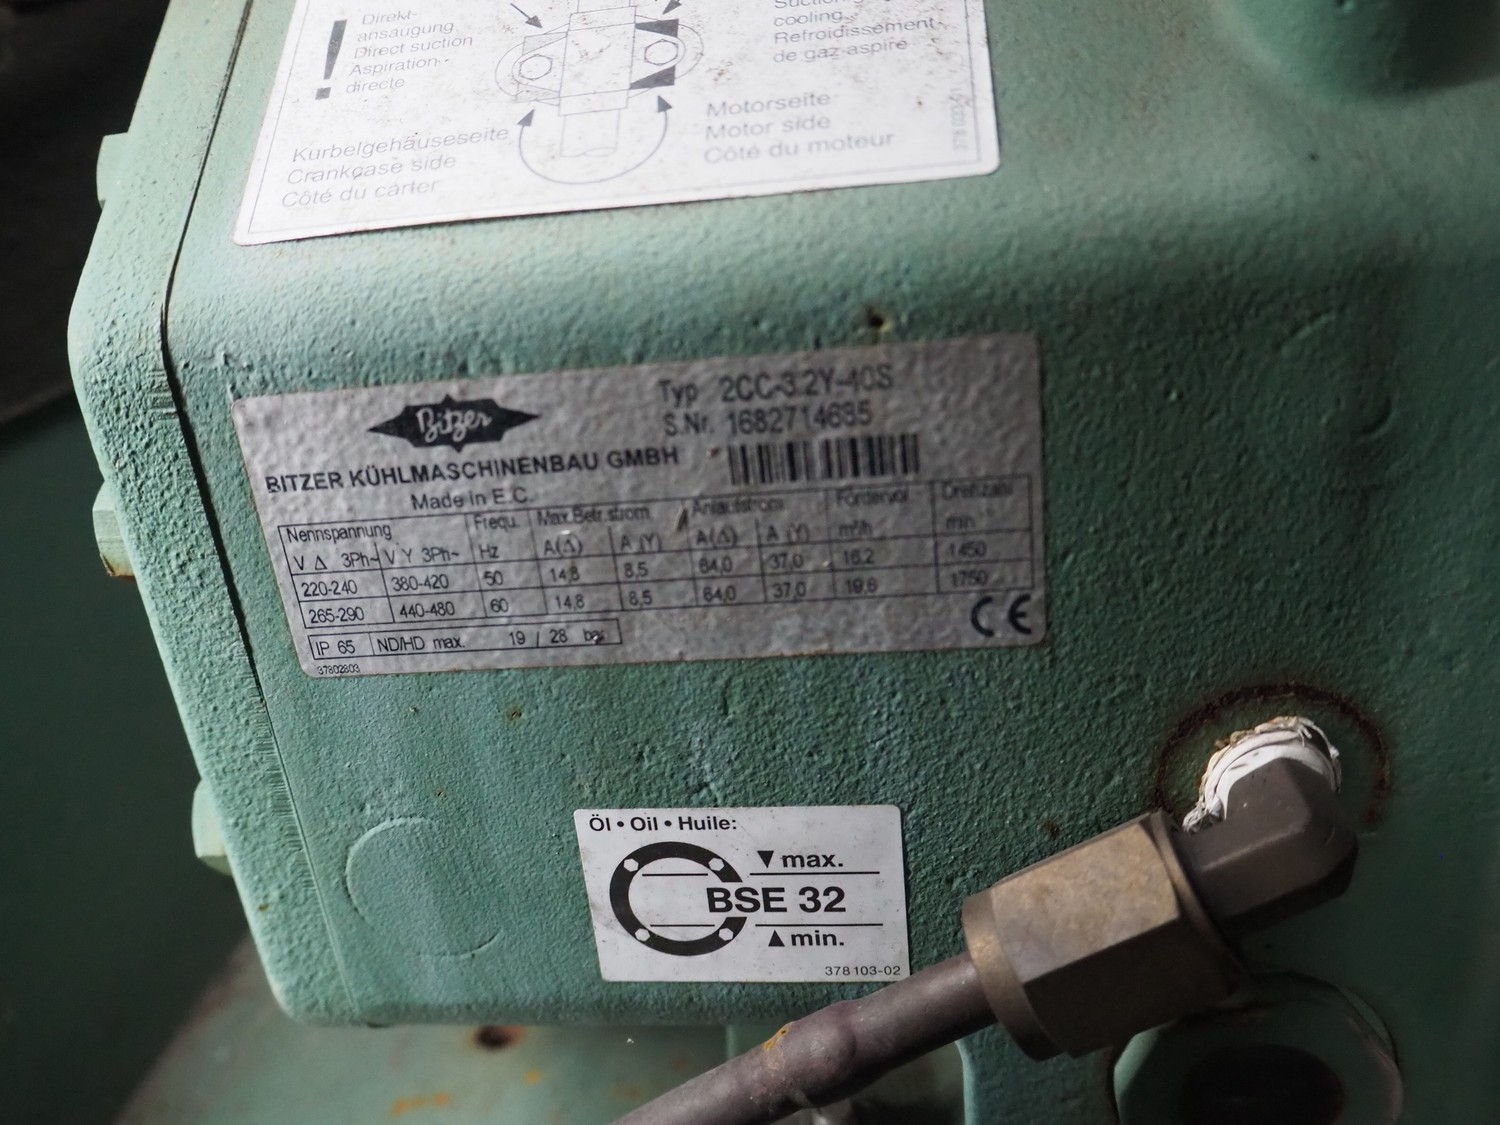 Direkt-
ansaugung
Direct suction
Aspiration
directe
cooling
Refroidissement
de gaz aspiré
Kurbelgehäuseseite
Crankcase side
Côté du carter
Motorseite
Motor side
Côté du moteur
Bitzer
Typ 2CC-3.2Y-40S
S.Nr. 1682714635
BITZER KÜHLMASCHINENBAU GMBH
Made in E.C.
Nennspannung Frequ. Max.Betr.strom Anlaufstrom Fördervol. Drehzahl
V Δ 3Ph~ V Y 3Ph~ Hz A(Δ) A (Y) A(Δ) A (Y) m³/h min
220-240 380-420 50 14,8 8,5 64,0 37,0 16.2 1450
265-290 440-480 60 14,8 8,5 64,0 37,0 19.6 1750
IP 65 ND/HD max. 19 / 28 bar
CE
37802803
Öl • Oil • Huile:
▼ max.
BSE 32
▲ min.
378 103-02